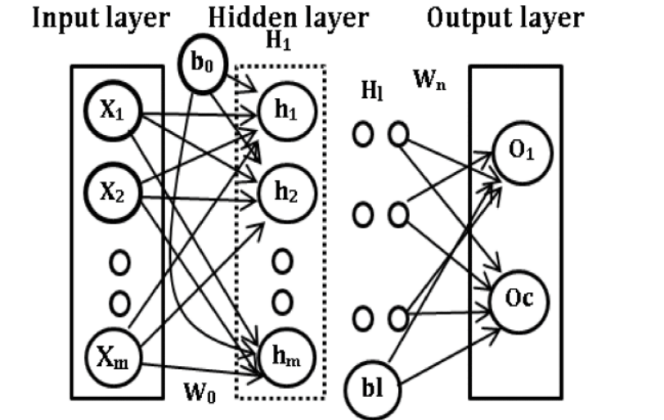 Input layer Hidden layer Output layer
H1
b0
Hl Wn
X1 h1 O1
X2 h2
Oc
Xm hm
W0 bl